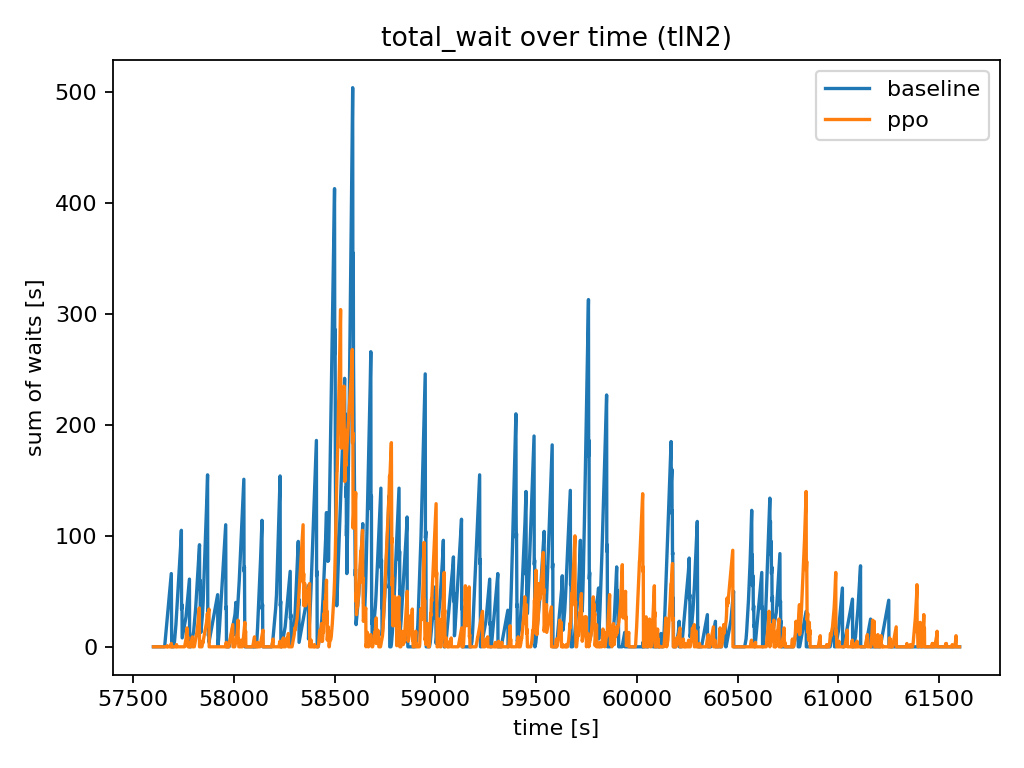 total_wait over time (tlN2)
baseline
ppo
sum of waits [s]
500
400
300
200
100
0
57500 58000 58500 59000 59500 60000 60500 61000 61500
time [s]